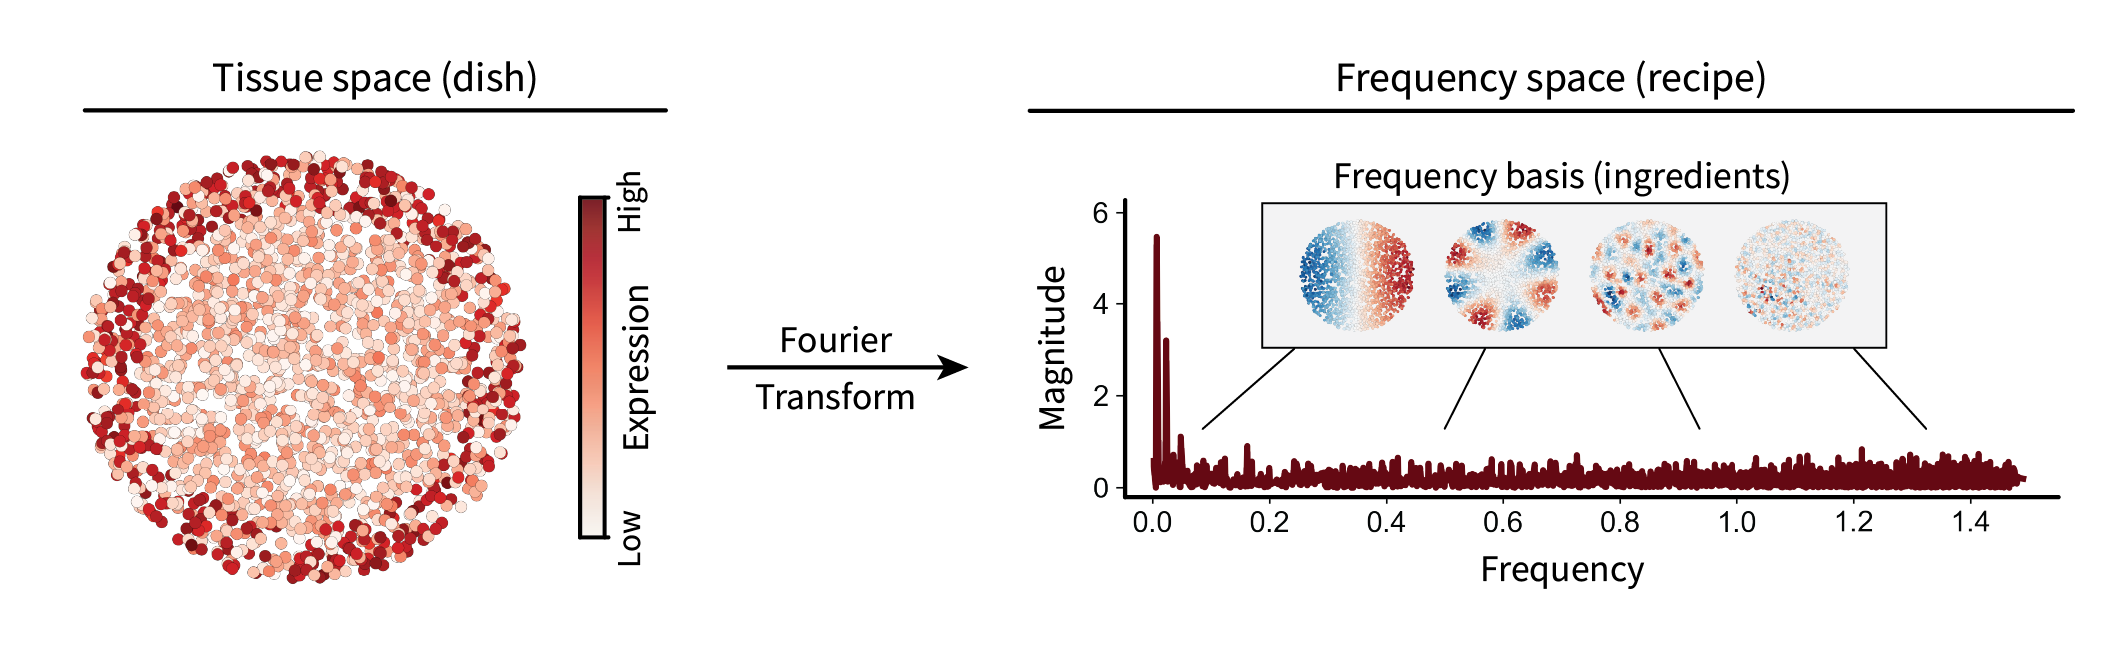 Tissue space (dish)
High
Expression
Low
Fourier
Transform
Frequency space (recipe)
Frequency basis (ingredients)
Magnitude
6
4
2
0
0.0 0.2 0.4 0.6 0.8 1.0 1.2 1.4
Frequency